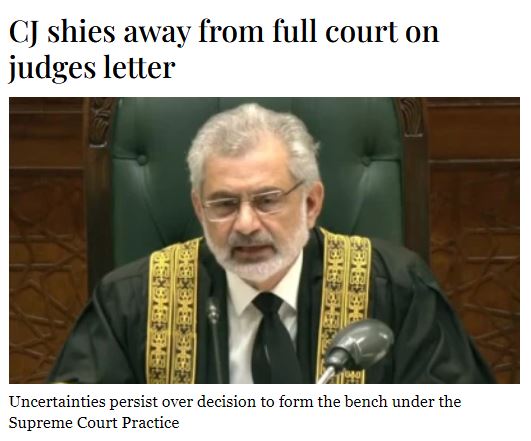 CJ shies away from full court on
judges letter
Uncertainties persist over decision to form the bench under the
Supreme Court Practice